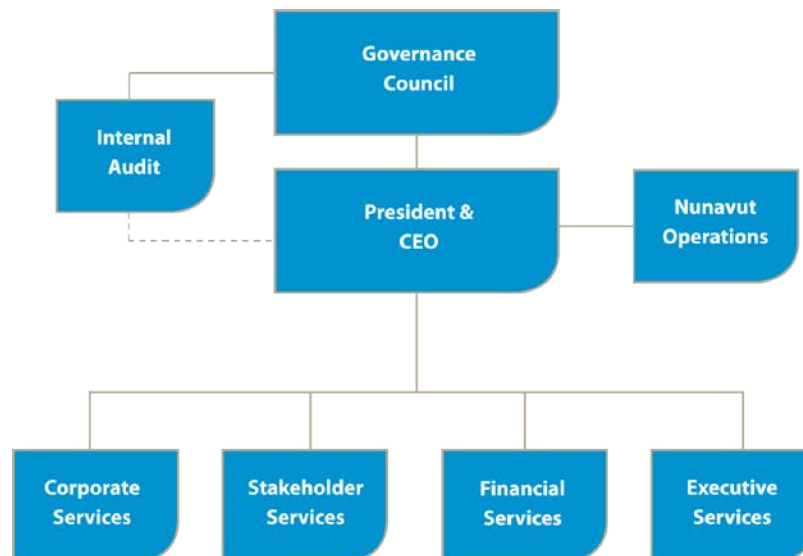 Governance
Council
Internal
Audit
President &
CEO
Nunavut
Operations
Corporate
Services
Stakeholder
Services
Financial
Services
Executive
Services